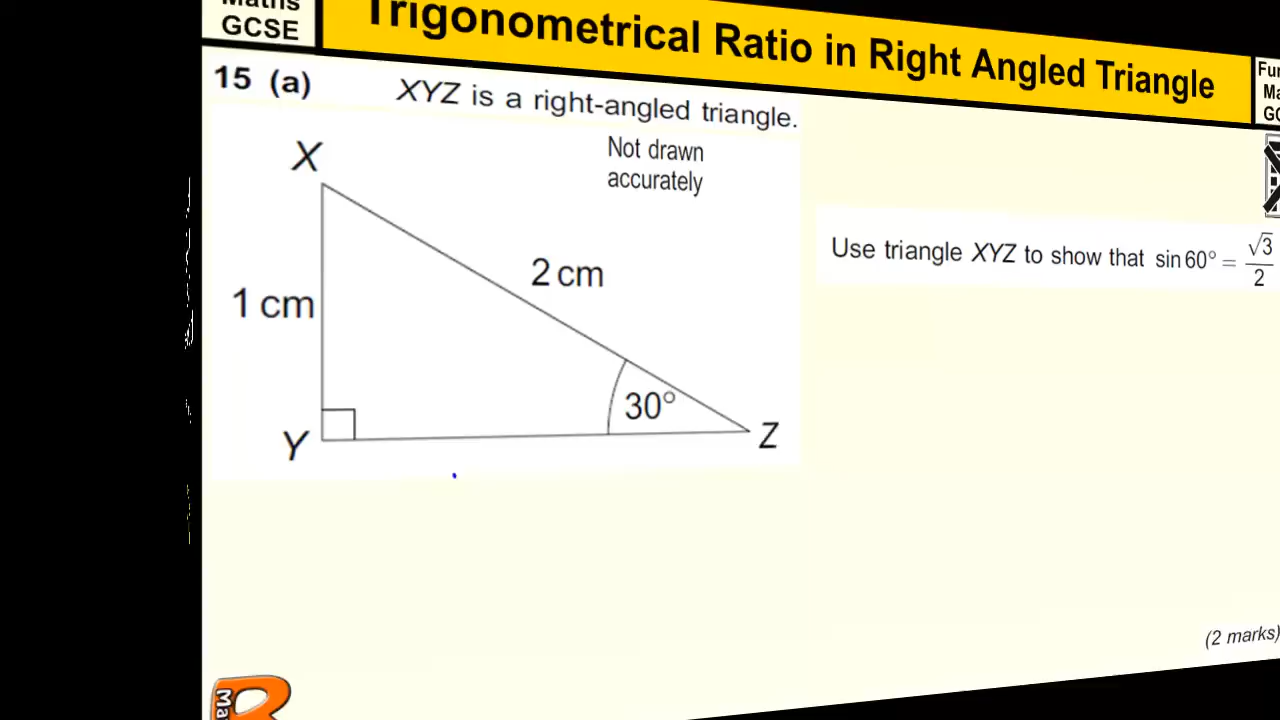 Maths
GCSE
Trigonometrical Ratio in Right Angled Triangle
15 (a)
XYZ is a right-angled triangle.
Not drawn
accurately
X
2 cm
1 cm
30°
Y
Z
Use triangle XYZ to show that sin 60° = √3/2
(2 marks)